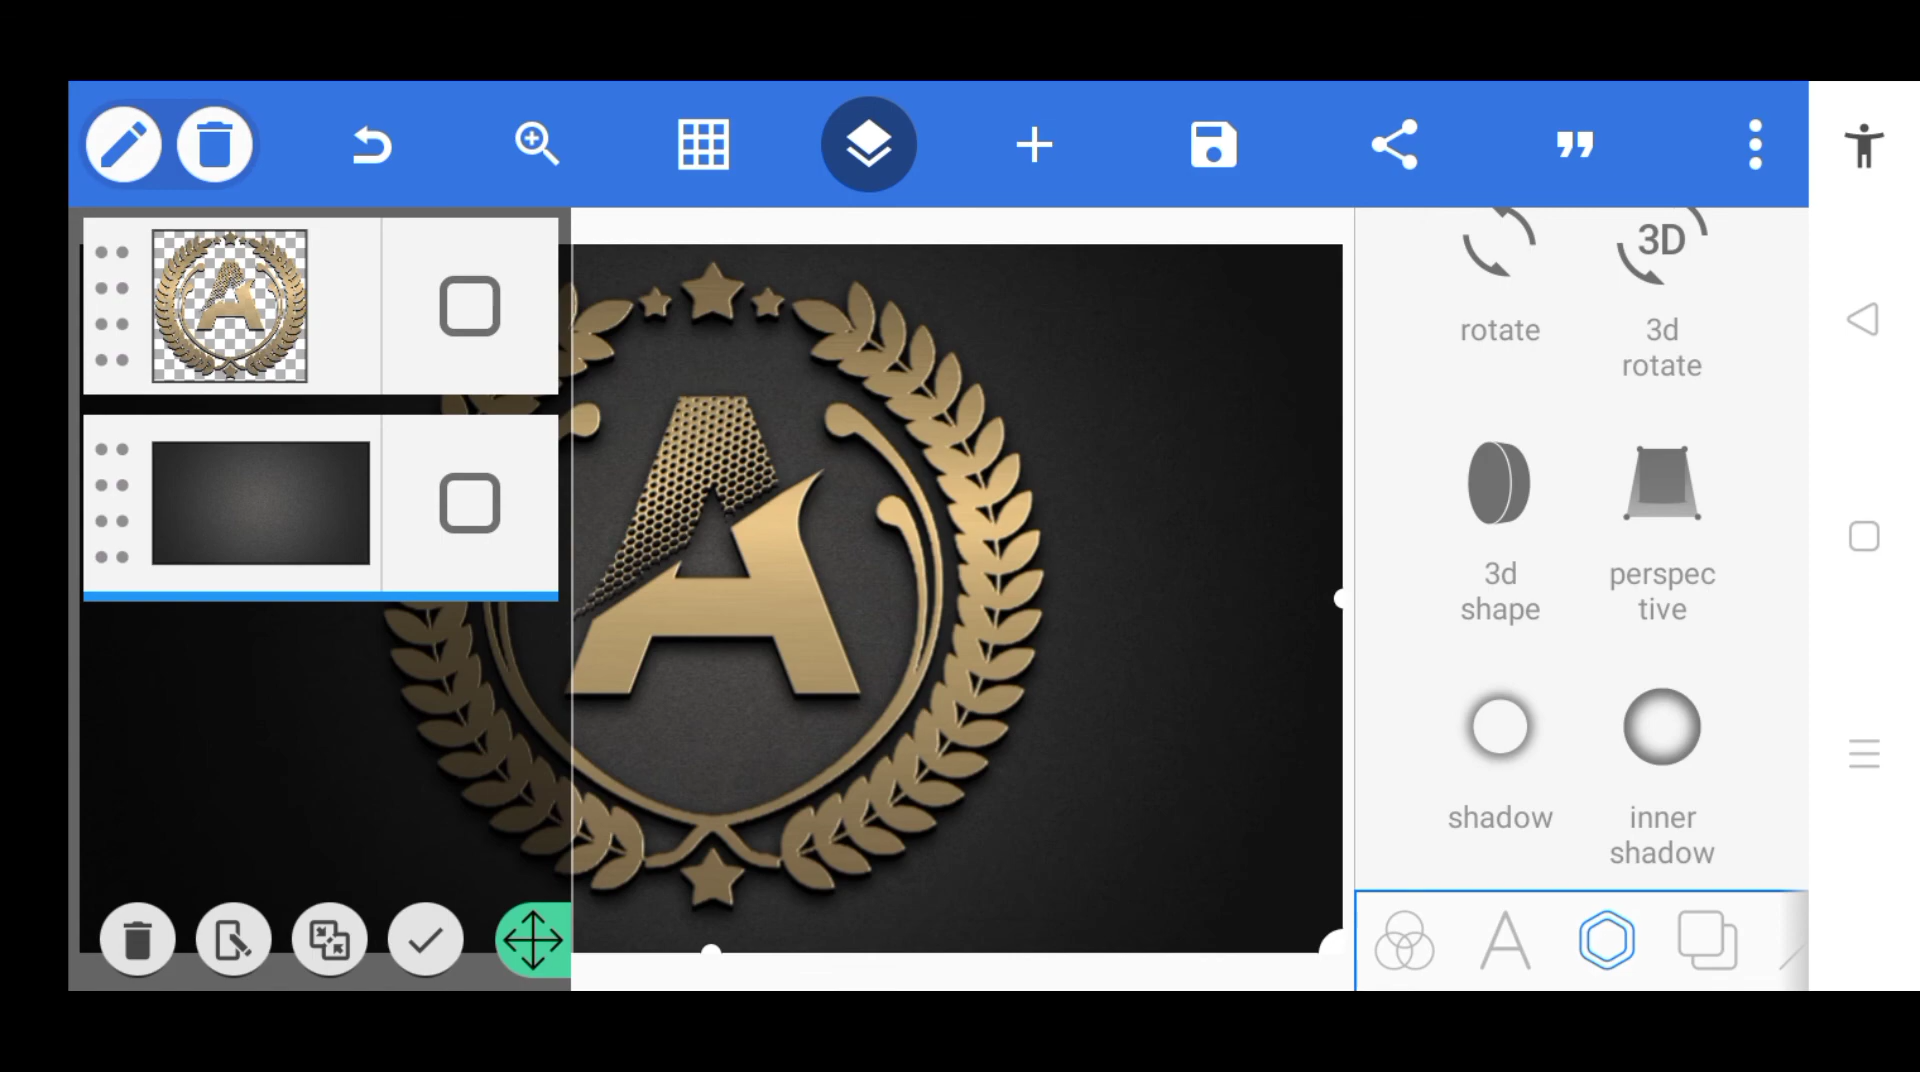 3D
rotate
3d
rotate
3d
shape
perspec
tive
shadow
inner
shadow
A